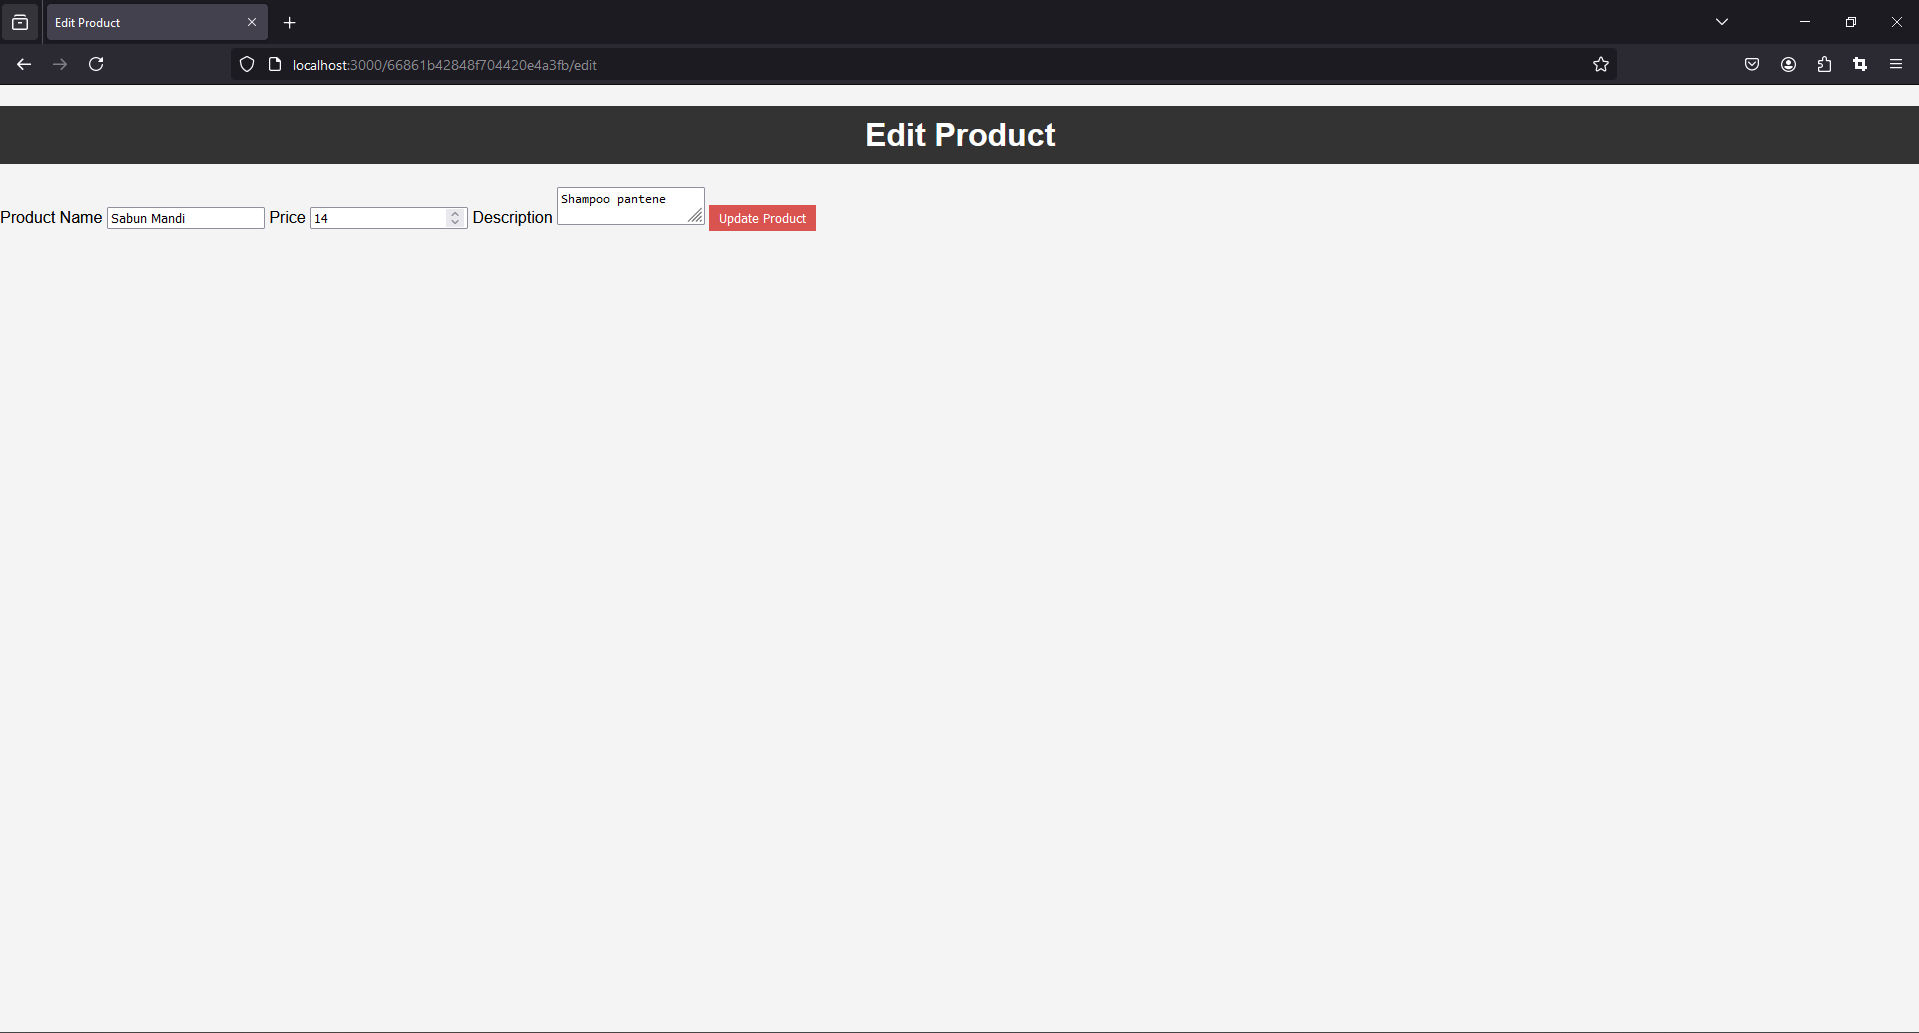 Edit Product
localhost:3000/66861b42848f704420e4a3fb/edit
Edit Product
Product Name Sabun Mandi Price 14 Description Shampoo pantene Update Product